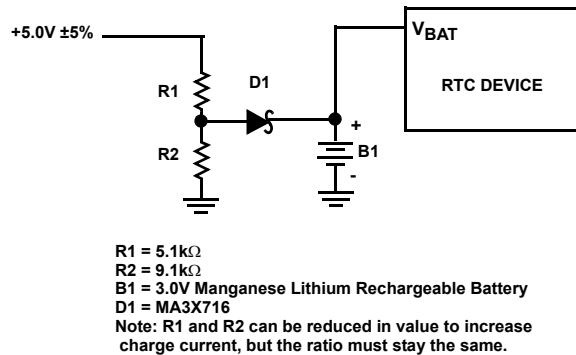 +5.0V ±5%
V_BAT
RTC DEVICE
R1
D1
R2
+
B1
-
R1 = 5.1kΩ
R2 = 9.1kΩ
B1 = 3.0V Manganese Lithium Rechargeable Battery
D1 = MA3X716
Note: R1 and R2 can be reduced in value to increase
charge current, but the ratio must stay the same.